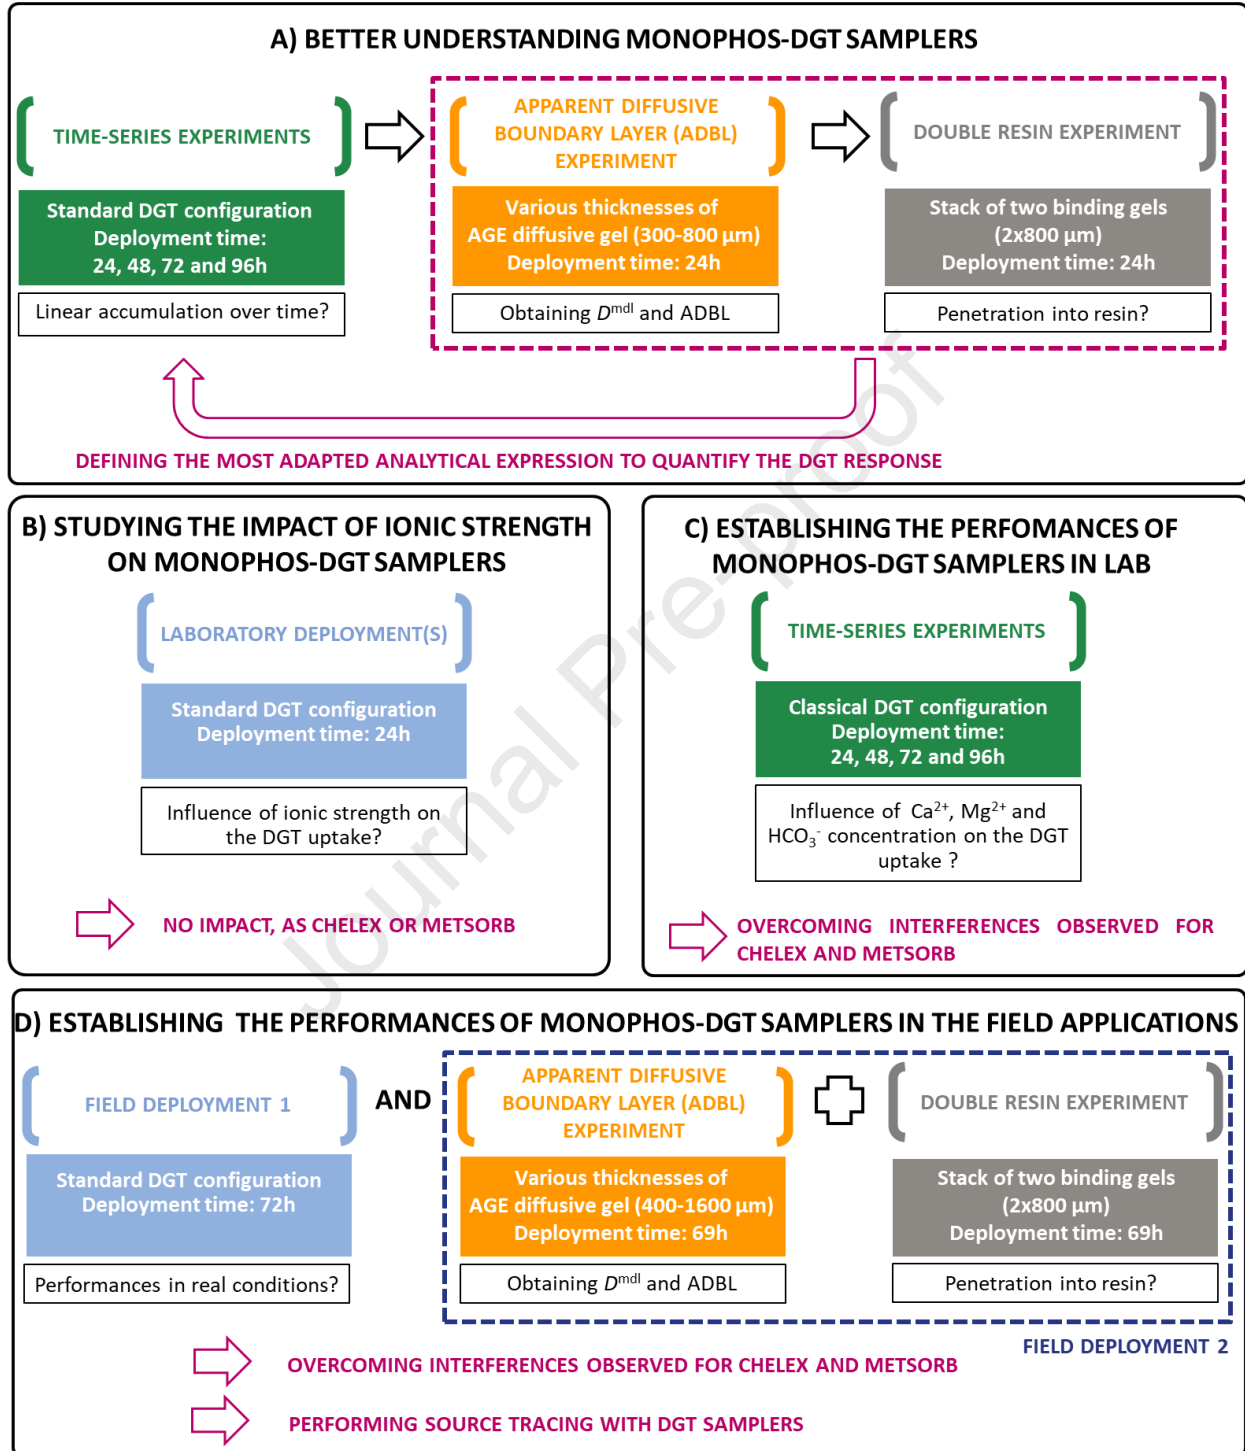 A) BETTER UNDERSTANDING MONOPHOS-DGT SAMPLERS
TIME-SERIES EXPERIMENTS
Standard DGT configuration
Deployment time:
24, 48, 72 and 96h
Linear accumulation over time?
APPARENT DIFFUSIVE
BOUNDARY LAYER (ADBL)
EXPERIMENT
Various thicknesses of
AGE diffusive gel (300-800 µm)
Deployment time: 24h
Obtaining D^mdl and ADBL
DOUBLE RESIN EXPERIMENT
Stack of two binding gels
(2x800 µm)
Deployment time: 24h
Penetration into resin?
DEFINING THE MOST ADAPTED ANALYTICAL EXPRESSION TO QUANTIFY THE DGT RESPONSE
B) STUDYING THE IMPACT OF IONIC STRENGTH
ON MONOPHOS-DGT SAMPLERS
LABORATORY DEPLOYMENT(S)
Standard DGT configuration
Deployment time: 24h
Influence of ionic strength on
the DGT uptake?
NO IMPACT, AS CHELEX OR METSORB
C) ESTABLISHING THE PERFOMANCES OF
MONOPHOS-DGT SAMPLERS IN LAB
TIME-SERIES EXPERIMENTS
Classical DGT configuration
Deployment time:
24, 48, 72 and 96h
Influence of Ca²⁺, Mg²⁺ and
HCO₃⁻ concentration on the DGT
uptake ?
OVERCOMING INTERFERENCES OBSERVED FOR
CHELEX AND METSORB
D) ESTABLISHING THE PERFORMANCES OF MONOPHOS-DGT SAMPLERS IN THE FIELD APPLICATIONS
FIELD DEPLOYMENT 1
Standard DGT configuration
Deployment time: 72h
Performances in real conditions?
AND
APPARENT DIFFUSIVE
BOUNDARY LAYER (ADBL)
EXPERIMENT
Various thicknesses of
AGE diffusive gel (400-1600 µm)
Deployment time: 69h
Obtaining D^mdl and ADBL
DOUBLE RESIN EXPERIMENT
Stack of two binding gels
(2x800 µm)
Deployment time: 69h
Penetration into resin?
FIELD DEPLOYMENT 2
OVERCOMING INTERFERENCES OBSERVED FOR CHELEX AND METSORB
PERFORMING SOURCE TRACING WITH DGT SAMPLERS
Journal Pre-proof